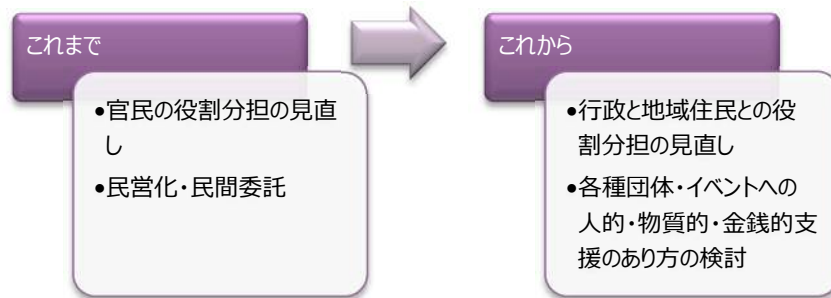 これまで
•官民の役割分担の見直
し
•民営化・民間委託
これから
•行政と地域住民との役
割分担の見直し
•各種団体・イベントへの
人的・物質的・金銭的支
援のあり方の検討